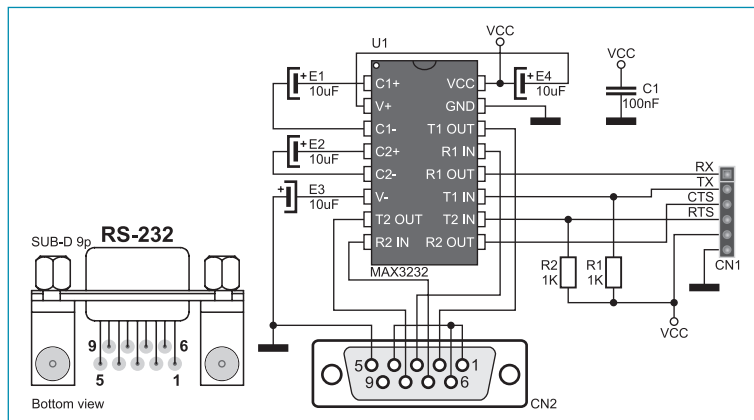 U1
VCC
VCC
E1
10uF
E4
10uF
C1
100nF
C1+
VCC
V+
GND
C1-
T1 OUT
E2
10uF
C2+
R1 IN
C2-
R1 OUT
E3
10uF
V-
T1 IN
T2 OUT
T2 IN
R2 IN
R2 OUT
MAX3232
RX
TX
CTS
RTS
CN1
R2
1K
R1
1K
VCC
SUB-D 9p
RS-232
9
6
5
1
Bottom view
5
1
9
6
CN2